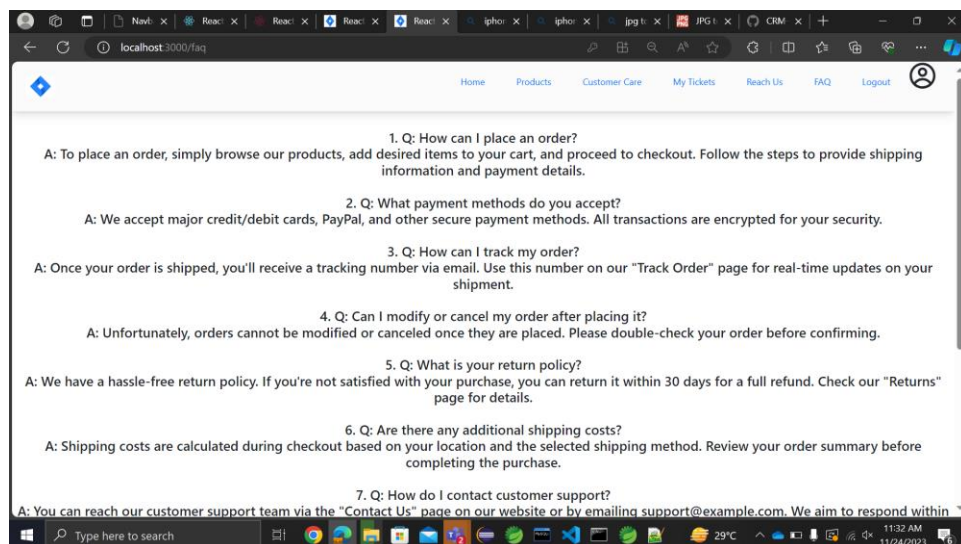 Navb
React
React
React
React
iphor
iphor
jpg to
JPG t
CRM
localhost:3000/faq
Home Products Customer Care My Tickets Reach Us FAQ Logout
1. Q: How can I place an order?
A: To place an order, simply browse our products, add desired items to your cart, and proceed to checkout. Follow the steps to provide shipping
information and payment details.
2. Q: What payment methods do you accept?
A: We accept major credit/debit cards, PayPal, and other secure payment methods. All transactions are encrypted for your security.
3. Q: How can I track my order?
A: Once your order is shipped, you'll receive a tracking number via email. Use this number on our "Track Order" page for real-time updates on your
shipment.
4. Q: Can I modify or cancel my order after placing it?
A: Unfortunately, orders cannot be modified or canceled once they are placed. Please double-check your order before confirming.
5. Q: What is your return policy?
A: We have a hassle-free return policy. If you're not satisfied with your purchase, you can return it within 30 days for a full refund. Check our "Returns"
page for details.
6. Q: Are there any additional shipping costs?
A: Shipping costs are calculated during checkout based on your location and the selected shipping method. Review your order summary before
completing the purchase.
7. Q: How do I contact customer support?
A: You can reach our customer support team via the "Contact Us" page on our website or by emailing support@example.com. We aim to respond within
Type here to search
29°C
11:32 AM
11/24/2023